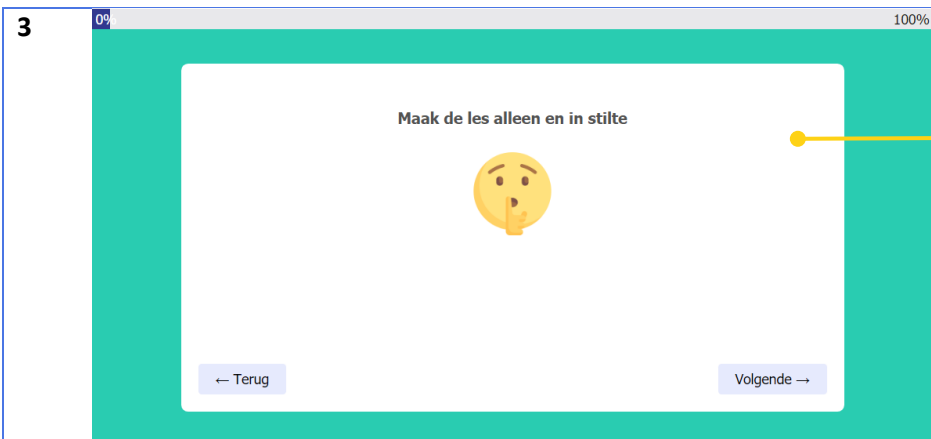 3
0%
100%
Maak de les alleen en in stilte
← Terug
Volgende →